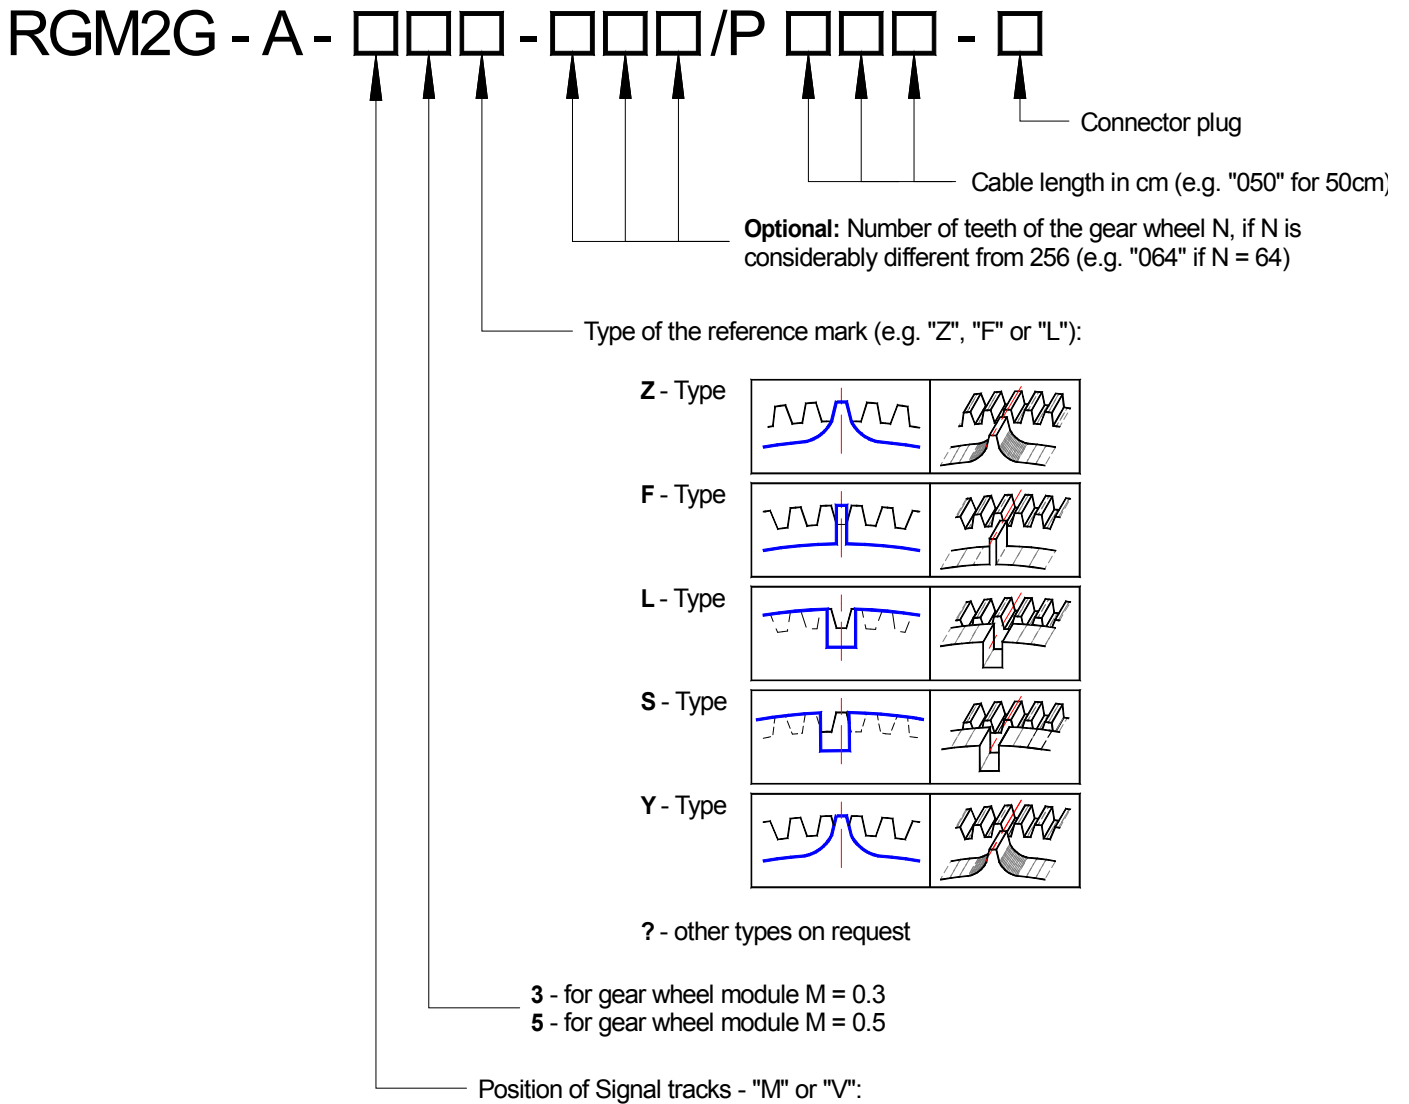 RGM2G - A - □□□ - □□□ /P □□□ - □
Connector plug
Cable length in cm (e.g. "050" for 50cm)
Optional: Number of teeth of the gear wheel N, if N is
considerably different from 256 (e.g. "064" if N = 64)
Type of the reference mark (e.g. "Z", "F" or "L"):
Z - Type
F - Type
L - Type
S - Type
Y - Type
? - other types on request
3 - for gear wheel module M = 0.3
5 - for gear wheel module M = 0.5
Position of Signal tracks - "M" or "V":